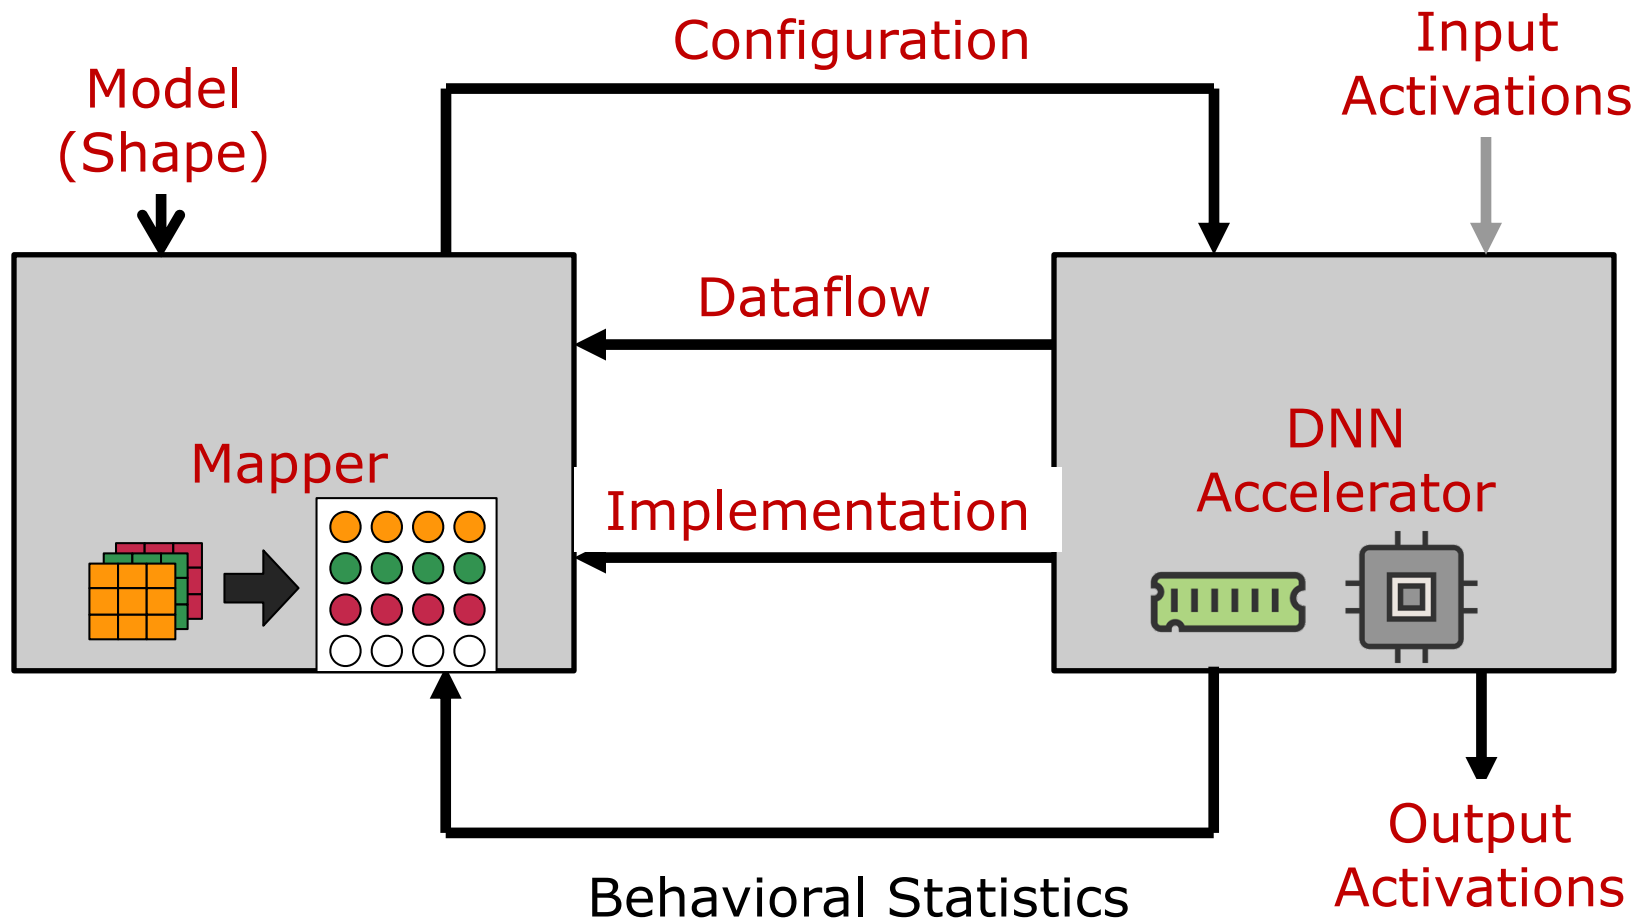 Configuration
Input
Activations
Model
(Shape)
Dataflow
Mapper
Implementation
DNN
Accelerator
Behavioral Statistics
Output
Activations